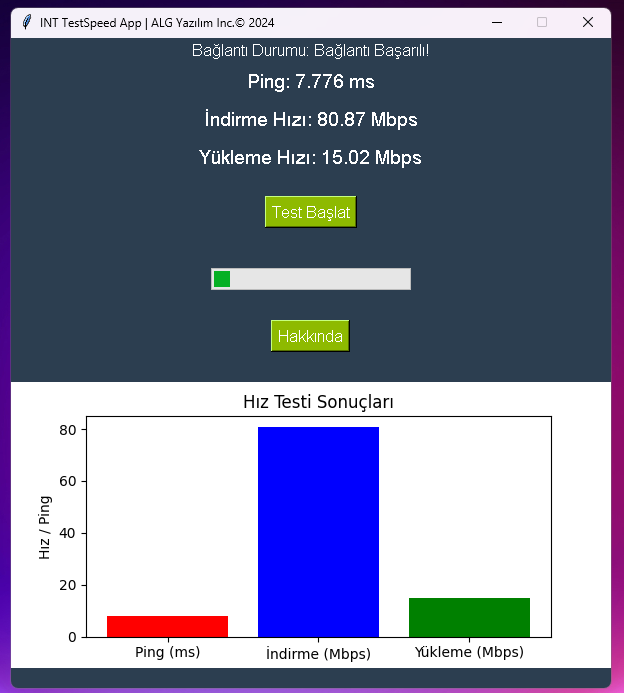 INT TestSpeed App | ALG Yazılım Inc.© 2024
Bağlantı Durumu: Bağlantı Başarılı!
Ping: 7.776 ms
İndirme Hızı: 80.87 Mbps
Yükleme Hızı: 15.02 Mbps
Test Başlat
Hakkında
Hız Testi Sonuçları
Hız / Ping
80
60
40
20
0
Ping (ms)
İndirme (Mbps)
Yükleme (Mbps)